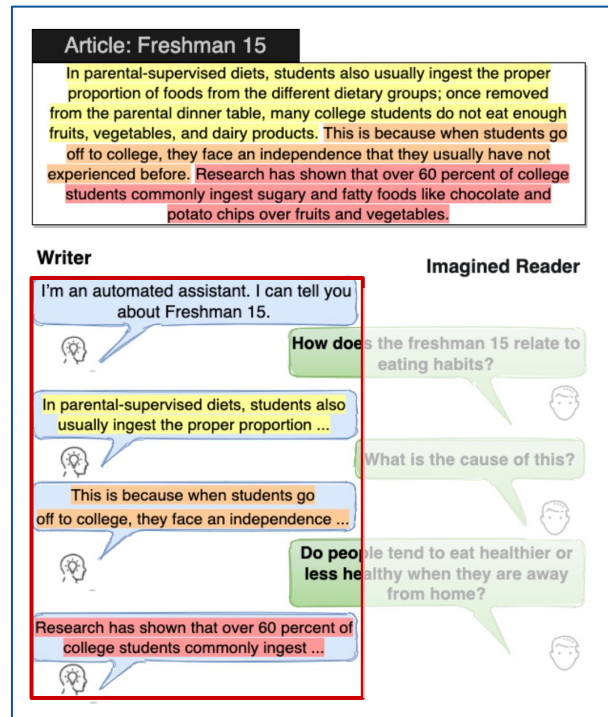 Article: Freshman 15
In parental-supervised diets, students also usually ingest the proper
proportion of foods from the different dietary groups; once removed
from the parental dinner table, many college students do not eat enough
fruits, vegetables, and dairy products. This is because when students go
off to college, they face an independence that they usually have not
experienced before. Research has shown that over 60 percent of college
students commonly ingest sugary and fatty foods like chocolate and
potato chips over fruits and vegetables.
Writer
Imagined Reader
I'm an automated assistant. I can tell you
about Freshman 15.
How does the freshman 15 relate to
eating habits?
In parental-supervised diets, students also
usually ingest the proper proportion ...
What is the cause of this?
This is because when students go
off to college, they face an independence ...
Do people tend to eat healthier or
less healthy when they are away
from home?
Research has shown that over 60 percent of
college students commonly ingest ...